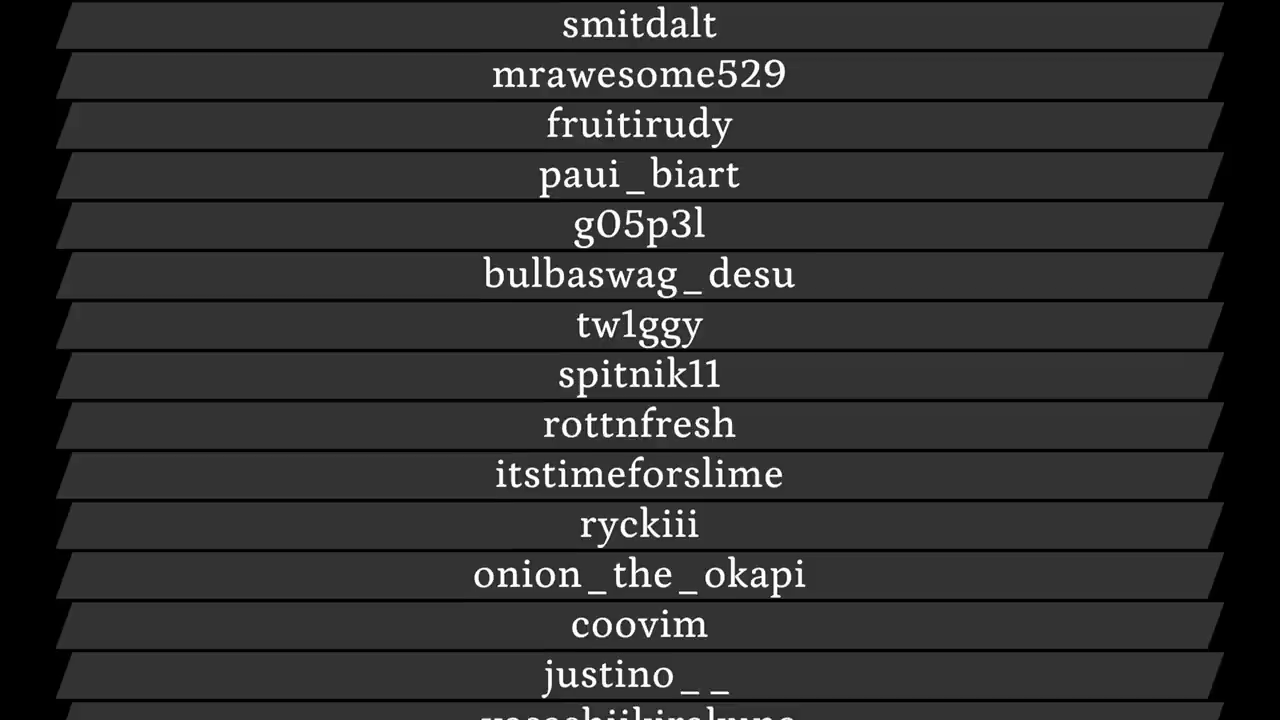 smitdalt
mrawesome529
fruitirudy
paui_biart
g05p3l
bulbaswag_desu
tw1ggy
spitnik11
rottnfresh
itstimeforslime
ryckiii
onion_the_okapi
coovim
justino__